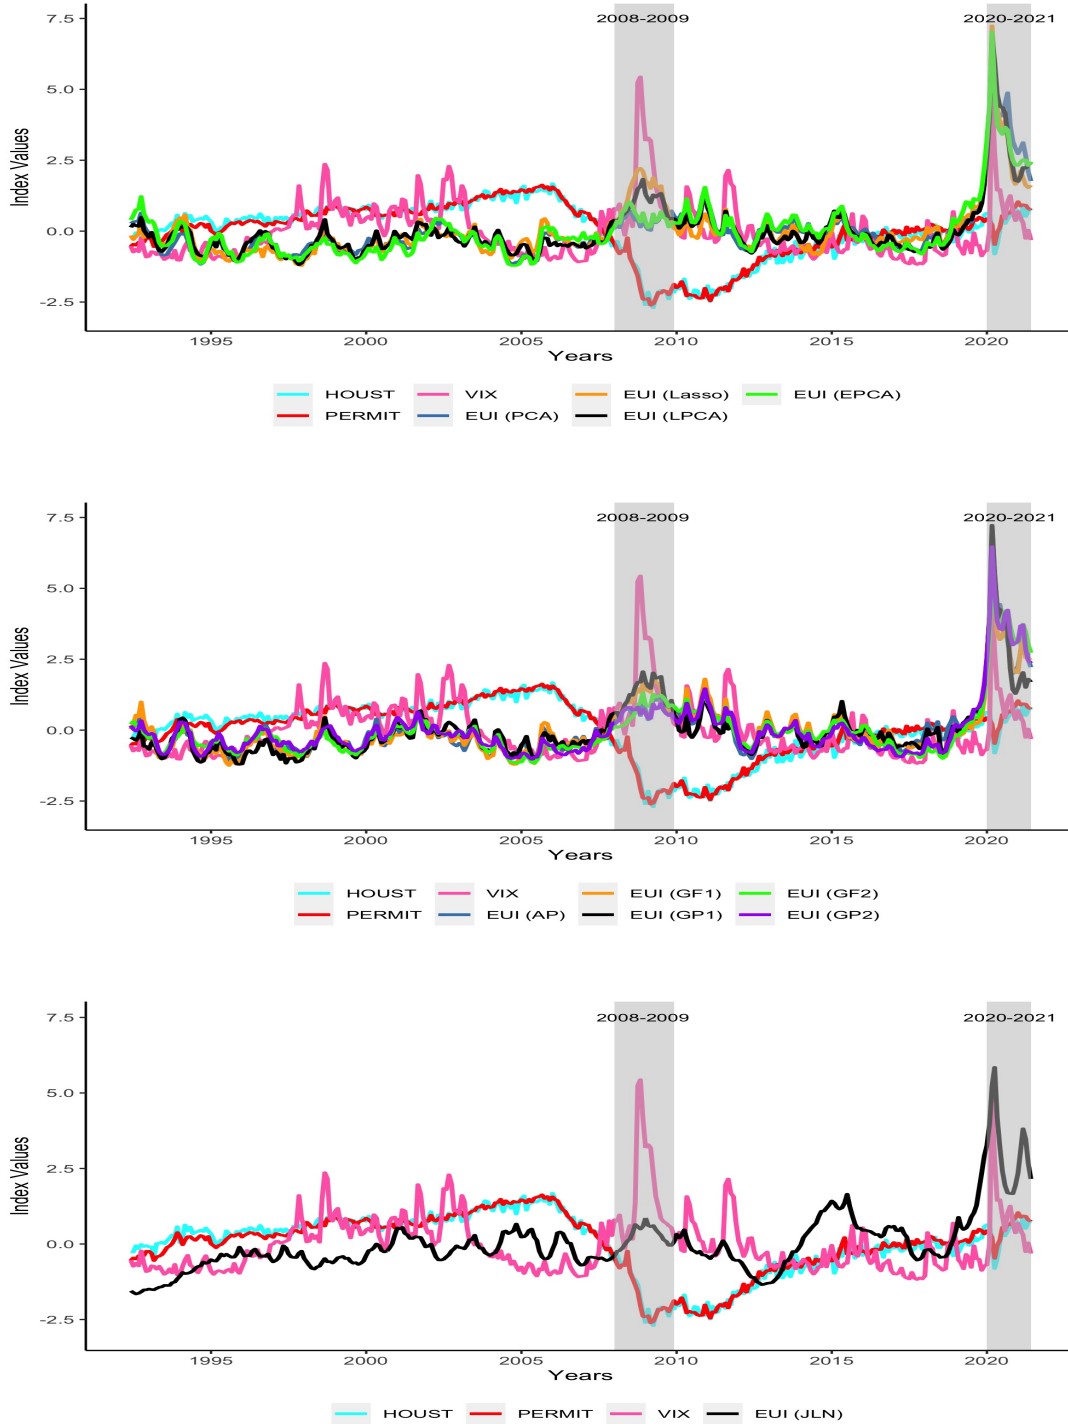 2008-2009 2020-2021
7.5
5.0
2.5
0.0
-2.5
Index Values
1995 2000 2005 2010 2015 2020
Years
HOUST VIX EUI (Lasso) EUI (EPCA)
PERMIT EUI (PCA) EUI (LPCA)
2008-2009 2020-2021
7.5
5.0
2.5
0.0
-2.5
Index Values
1995 2000 2005 2010 2015 2020
Years
HOUST VIX EUI (GF1) EUI (GF2)
PERMIT EUI (AP) EUI (GP1) EUI (GP2)
2008-2009 2020-2021
7.5
5.0
2.5
0.0
-2.5
Index Values
1995 2000 2005 2010 2015 2020
Years
HOUST PERMIT VIX EUI (JLN)